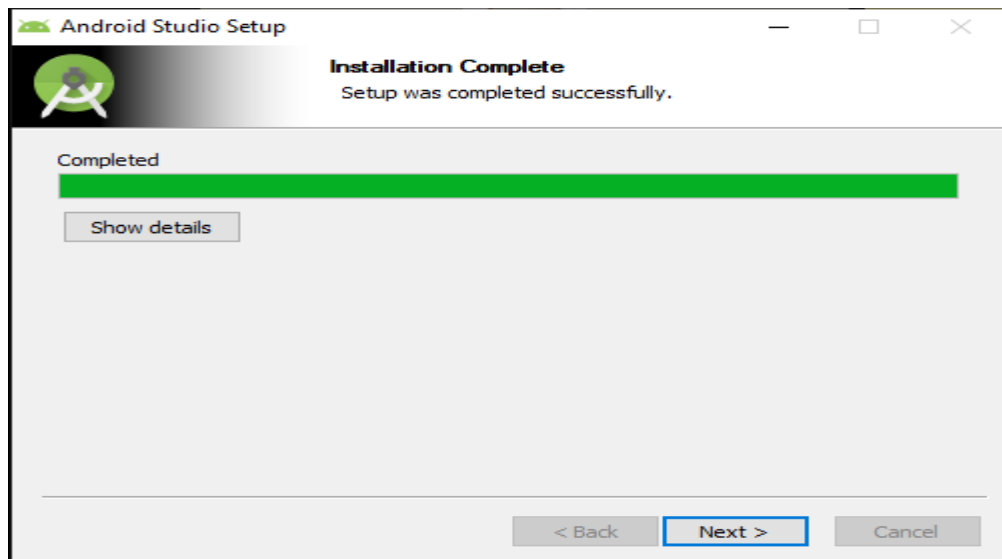 Android Studio Setup
Installation Complete
Setup was completed successfully.
Completed
Show details
< Back
Next >
Cancel